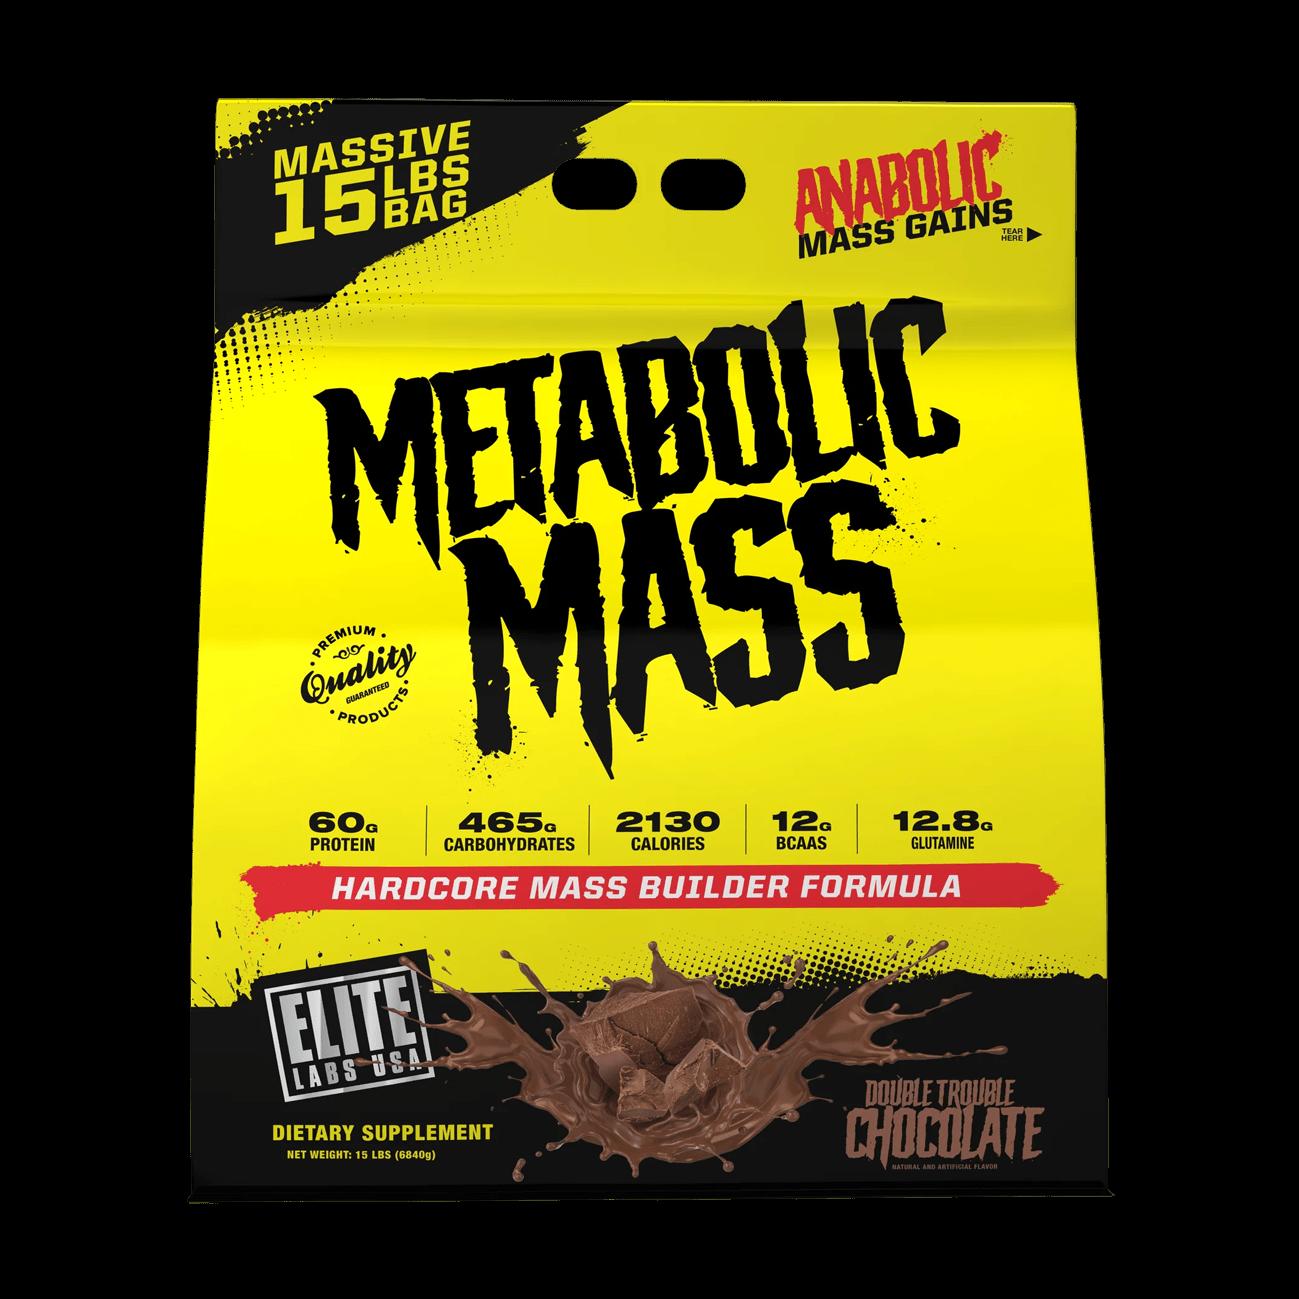 MASSIVE
15 LBS
BAG
ANABOLIC
MASS GAINS
TEAR
HERE
METABOLIC
MASS
PREMIUM
Quality
GUARANTEED
PRODUCTS
60G
PROTEIN
465G
CARBOHYDRATES
2130
CALORIES
12G
BCAAS
12.8G
GLUTAMINE
HARDCORE MASS BUILDER FORMULA
ELITE
LABS USA
DIETARY SUPPLEMENT
NET WEIGHT: 15 LBS (6840g)
DOUBLE TROUBLE
CHOCOLATE
NATURAL AND ARTIFICIAL FLAVOR